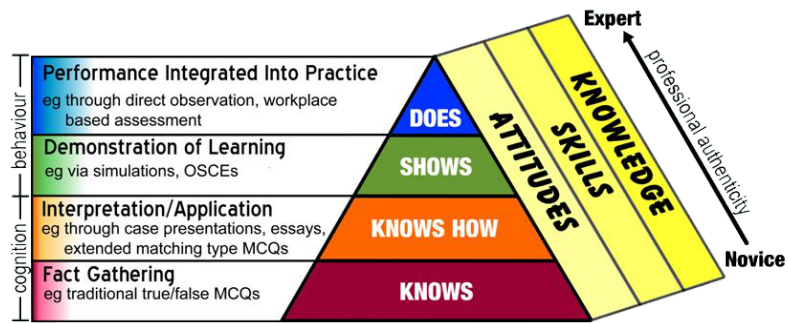 Expert
Performance Integrated Into Practice
eg through direct observation, workplace
based assessment
DOES
Demonstration of Learning
eg via simulations, OSCEs
SHOWS
Interpretation/Application
eg through case presentations, essays,
extended matching type MCQs
KNOWS HOW
Fact Gathering
eg traditional true/false MCQs
KNOWS
behaviour
cognition
ATTITUDES
SKILLS
KNOWLEDGE
professional authenticity
Novice